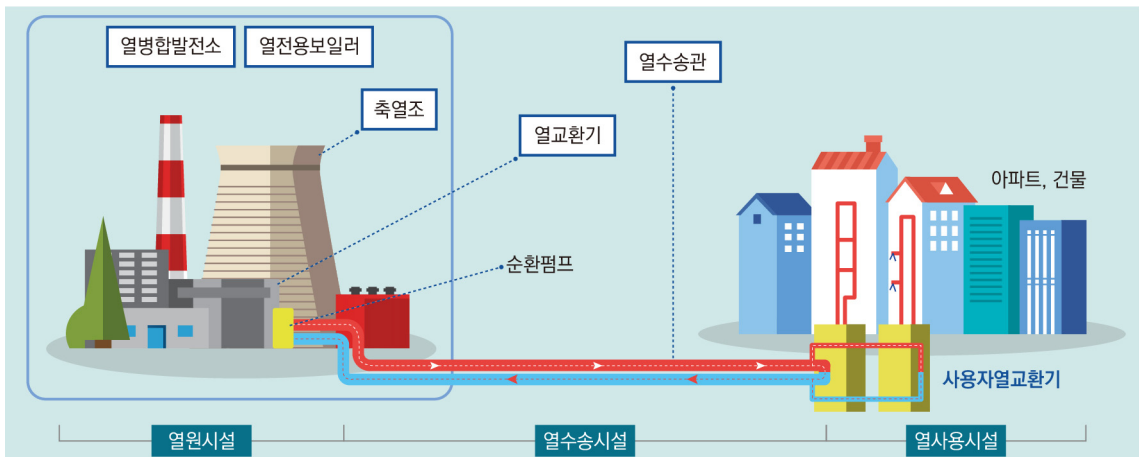 열병합발전소 열전용보일러
열수송관
축열조
열교환기
아파트, 건물
순환펌프
사용자열교환기
열원시설 열수송시설 열사용시설